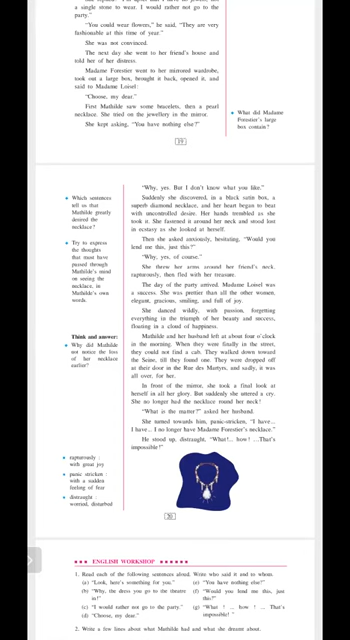 a single stone to wear. I would rather not go to the
party."
"You could wear flowers," he said, "They are very
fashionable at this time of year."
She was not convinced.
The next day she went to her friend's house and
told her of her distress.
Madame Forestier went to her mirrored wardrobe,
took out a large box, brought it back, opened it, and
said to Madame Loisel:
"Choose, my dear."
First Mathilde saw some bracelets, then a pearl
necklace. She tried on the jewellery in the mirror.
She kept asking, "You have nothing else?"
What did Madame
Forestier's large
box contain?
19
Which sentences
tell us that
Mathilde greatly
desired the
necklace?
Try to express
the thoughts
that must have
passed through
Mathilde's mind
on seeing the
necklace, in
Mathilde's own
words.
Think and answer:
Why did Mathilde
not notice the loss
of her necklace
earlier?
rapturously :
with great joy
panic stricken :
with a sudden
feeling of fear
distraught :
worried, disturbed
"Why, yes. But I don't know what you like."
Suddenly she discovered, in a black satin box, a
superb diamond necklace, and her heart began to beat
with uncontrolled desire. Her hands trembled as she
took it. She fastened it around her neck and stood lost
in ecstasy as she looked at herself.
Then she asked anxiously, hesitating, "Would you
lend me this, just this?"
"Why, yes, of course."
She threw her arms around her friend's neck,
rapturously, then fled with her treasure.
The day of the party arrived. Madame Loisel was
a success. She was prettier than all the other women,
elegant, gracious, smiling, and full of joy.
She danced wildly, with passion, forgetting
everything in the triumph of her beauty and success,
floating in a cloud of happiness.
Mathilde and her husband left at about four o'clock
in the morning. When they were finally in the street,
they could not find a cab. They walked down toward
the Seine, till they found one. They were dropped off
at their door in the Rue des Martyrs, and sadly, it was
all over, for her.
In front of the mirror, she took a final look at
herself in all her glory. But suddenly she uttered a cry.
She no longer had the necklace round her neck!
"What is the matter?" asked her husband.
She turned towards him, panic-stricken, "I have...
I have... I no longer have Madame Forestier's necklace."
He stood up, distraught, "What!... how! ...That's
impossible!"
20
ENGLISH WORKSHOP
1. Read each of the following sentences aloud. Write who said it and to whom.
(a) "Look, here's something for you."
(b) "Why, the dress you go to the theatre
in!"
(c) "I would rather not go to the party."
(d) "Choose, my dear."
(e) "You have nothing else?"
(f) "Would you lend me this, just
this?"
(g) "What ! ... how ! ... That's
impossible! "
2. Write a few lines about what Mathilde had and what she dreamt about.